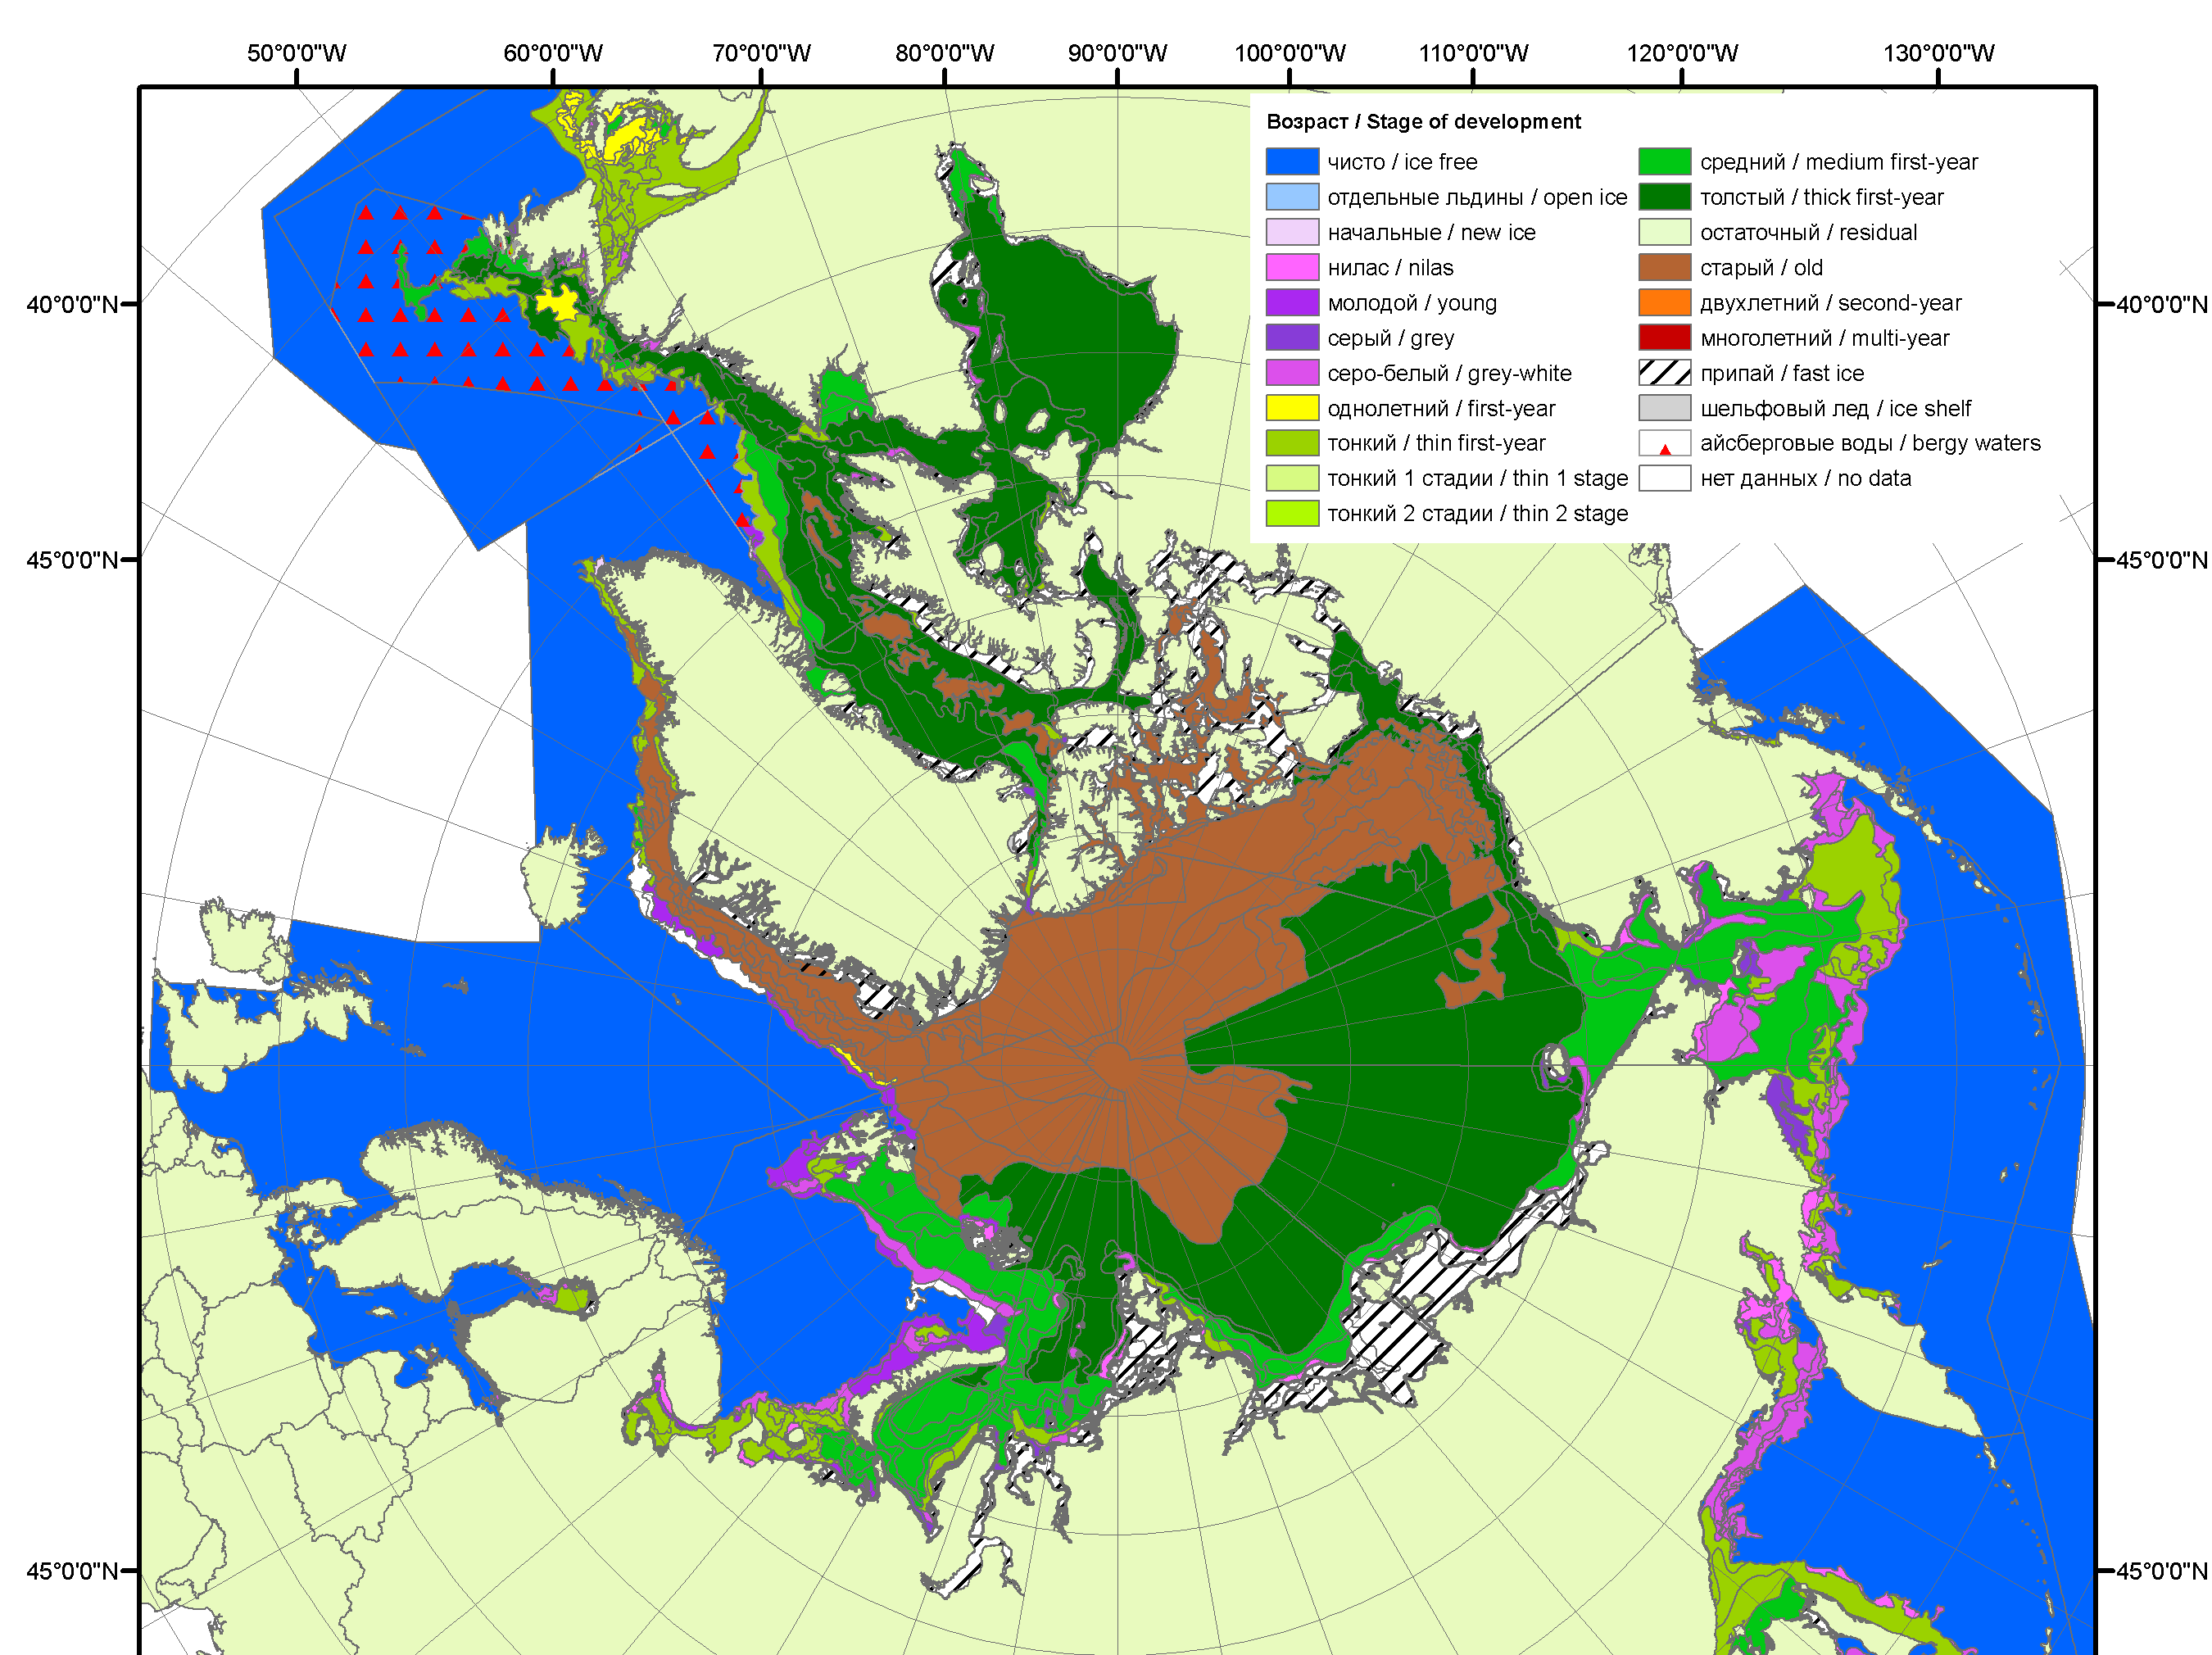 50°0'0"W 60°0'0"W 70°0'0"W 80°0'0"W 90°0'0"W 100°0'0"W 110°0'0"W 120°0'0"W 130°0'0"W
Возраст / Stage of development
чисто / ice free
отдельные льдины / open ice
начальные / new ice
нилас / nilas
молодой / young
серый / grey
серо-белый / grey-white
однолетний / first-year
тонкий / thin first-year
тонкий 1 стадии / thin 1 stage
тонкий 2 стадии / thin 2 stage
средний / medium first-year
толстый / thick first-year
остаточный / residual
старый / old
двухлетний / second-year
многолетний / multi-year
припай / fast ice
шельфовый лед / ice shelf
айсберговые воды / bergy waters
нет данных / no data
40°0'0"N
40°0'0"N
45°0'0"N
45°0'0"N
45°0'0"N
45°0'0"N